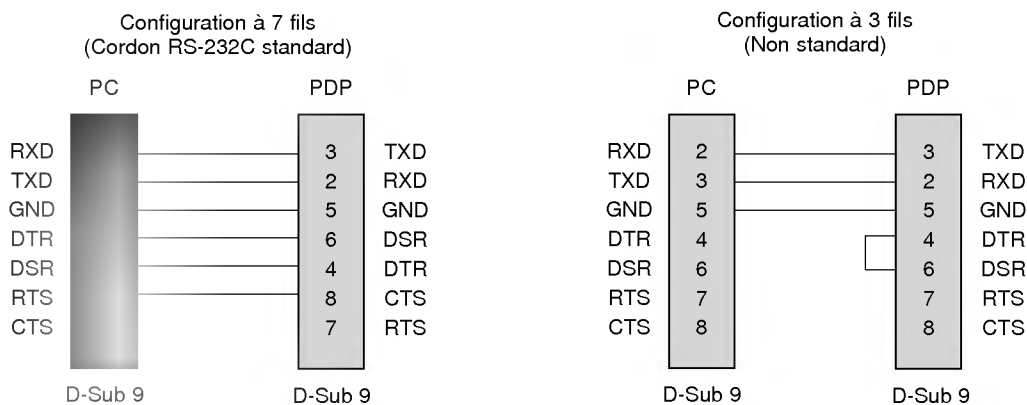 Configuration à 7 fils
(Cordon RS-232C standard)
PC PDP
RXD 3 TXD
TXD 2 RXD
GND 5 GND
DTR 6 DSR
DSR 4 DTR
RTS 8 CTS
CTS 7 RTS
D-Sub 9 D-Sub 9
Configuration à 3 fils
(Non standard)
PC PDP
RXD 2 3 TXD
TXD 3 2 RXD
GND 5 5 GND
DTR 4 4 DTR
DSR 6 6 DSR
RTS 7 7 RTS
CTS 8 8 CTS
D-Sub 9 D-Sub 9